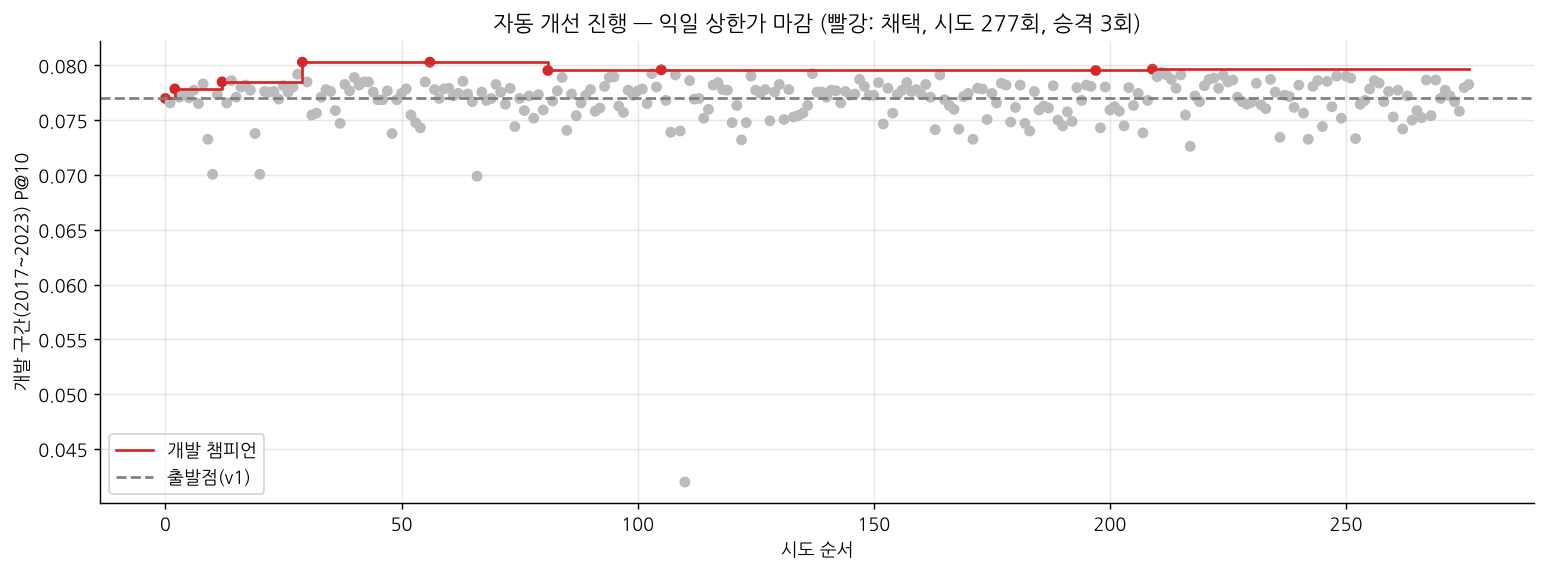 자동 개선 진행 — 익일 상한가 마감 (빨강: 채택, 시도 277회, 승격 3회)
개발 구간(2017~2023) P@10
0.080
0.075
0.070
0.065
0.060
0.055
0.050
0.045
개발 챔피언
출발점(v1)
0 50 100 150 200 250
시도 순서